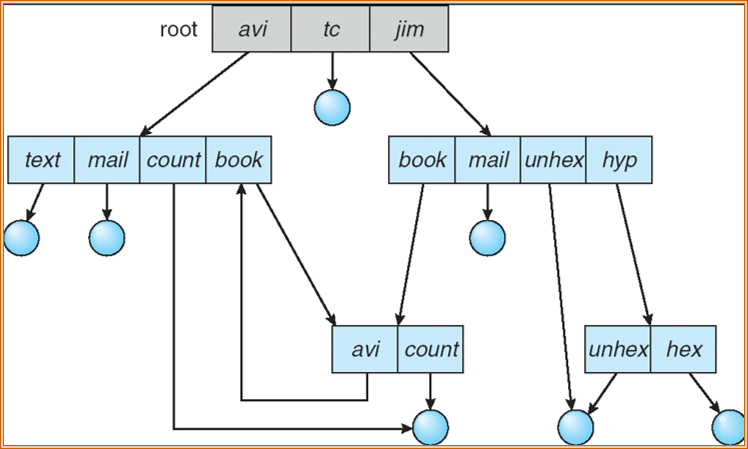 root avi tc jim
text mail count book book mail unhex hyp
avi count unhex hex